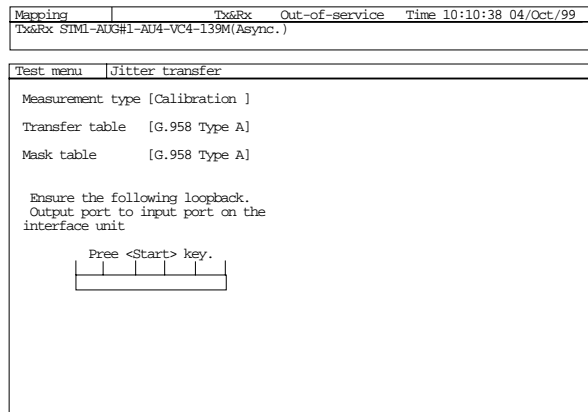 Mapping Tx&Rx Out-of-service Time 10:10:38 04/Oct/99
Tx&Rx STM1-AUG#1-AU4-VC4-139M(Async.)
Test menu Jitter transfer
Measurement type [Calibration ]
Transfer table [G.958 Type A]
Mask table [G.958 Type A]
Ensure the following loopback.
Output port to input port on the
interface unit
Pree <Start> key.